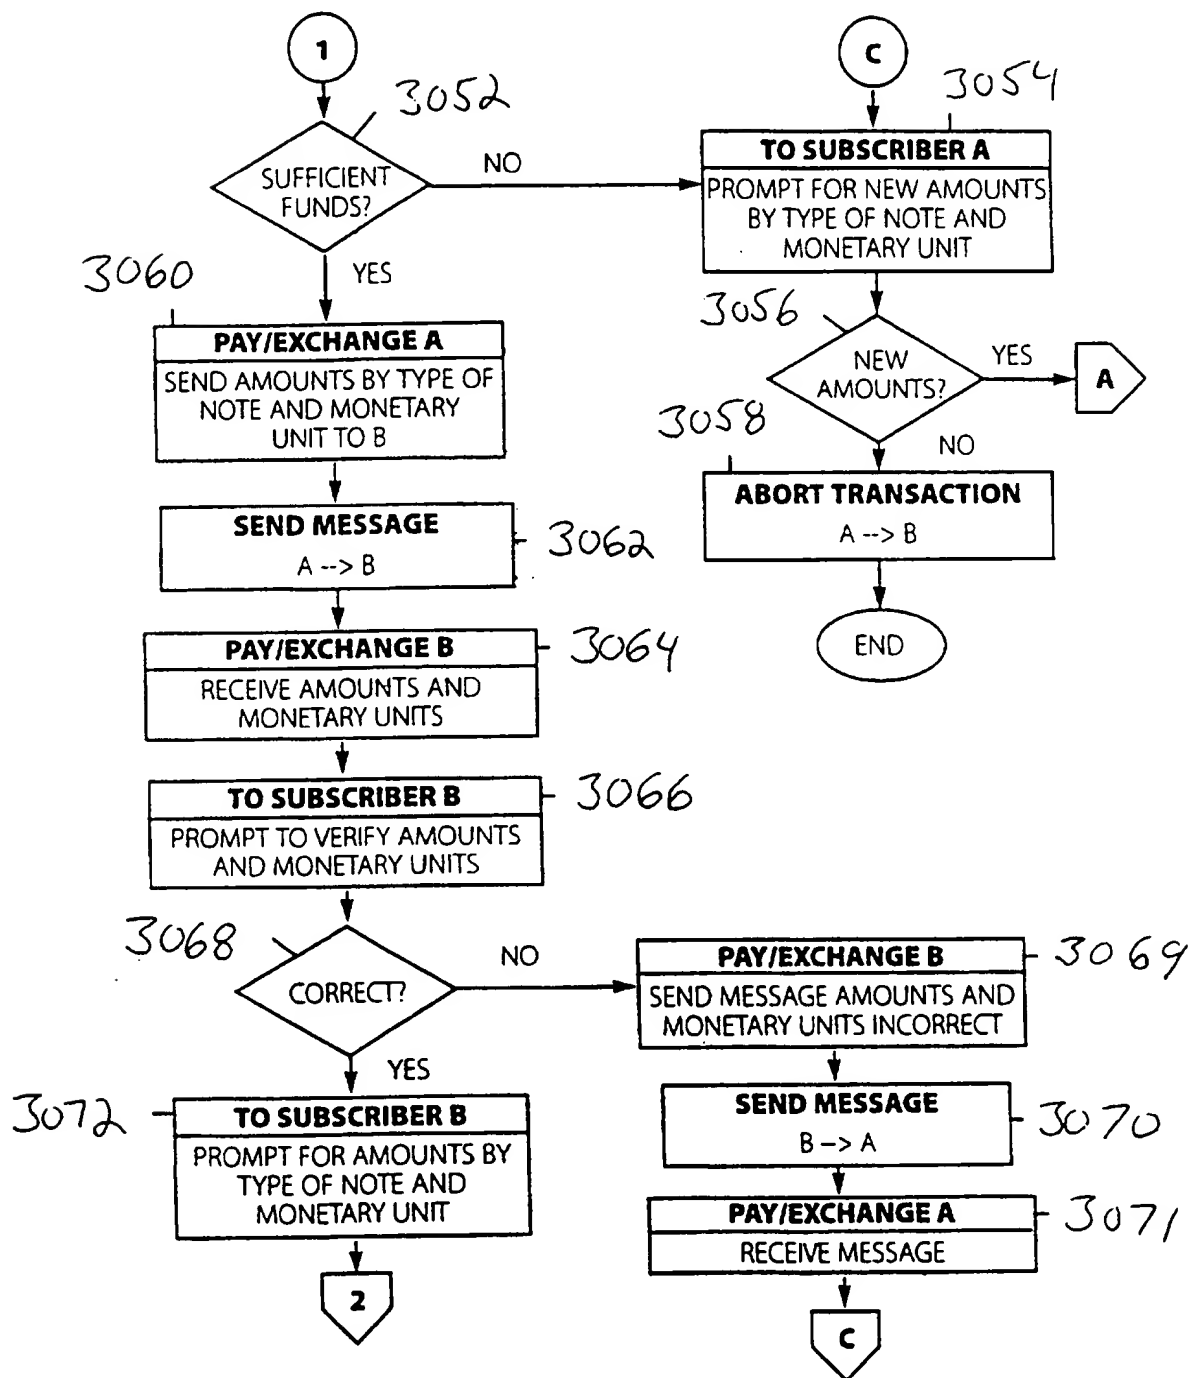 1
3052
SUFFICIENT
FUNDS?
NO
YES
C
3054
TO SUBSCRIBER A
PROMPT FOR NEW AMOUNTS
BY TYPE OF NOTE AND
MONETARY UNIT
3056
NEW
AMOUNTS?
YES
A
NO
3058
ABORT TRANSACTION
A --> B
END
3060
PAY/EXCHANGE A
SEND AMOUNTS BY TYPE OF
NOTE AND MONETARY
UNIT TO B
SEND MESSAGE
A --> B
3062
PAY/EXCHANGE B
RECEIVE AMOUNTS AND
MONETARY UNITS
3064
TO SUBSCRIBER B
PROMPT TO VERIFY AMOUNTS
AND MONETARY UNITS
3066
3068
CORRECT?
NO
YES
PAY/EXCHANGE B
SEND MESSAGE AMOUNTS AND
MONETARY UNITS INCORRECT
3069
SEND MESSAGE
B -> A
3070
PAY/EXCHANGE A
RECEIVE MESSAGE
3071
C
3072
TO SUBSCRIBER B
PROMPT FOR AMOUNTS BY
TYPE OF NOTE AND
MONETARY UNIT
2